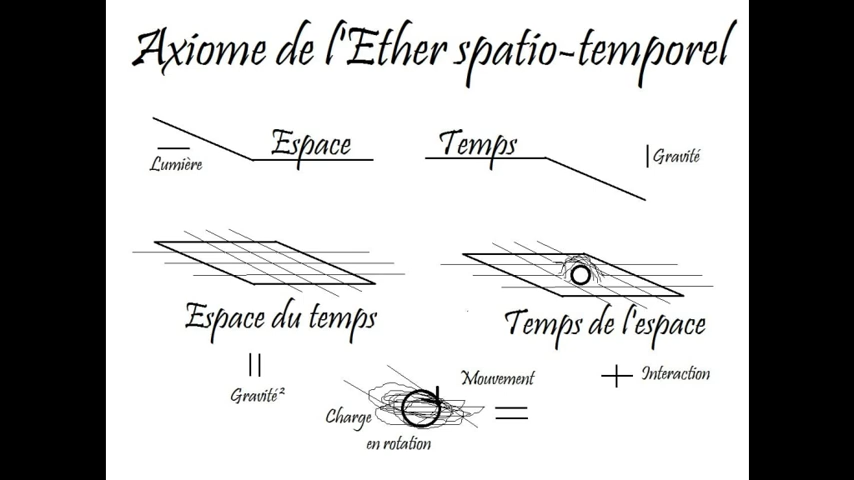 Axiome de l'Ether spatio-temporel
Espace
Temps
Lumière
Gravité
Espace du temps
Temps de l'espace
Gravité²
Mouvement
Interaction
Charge
en rotation